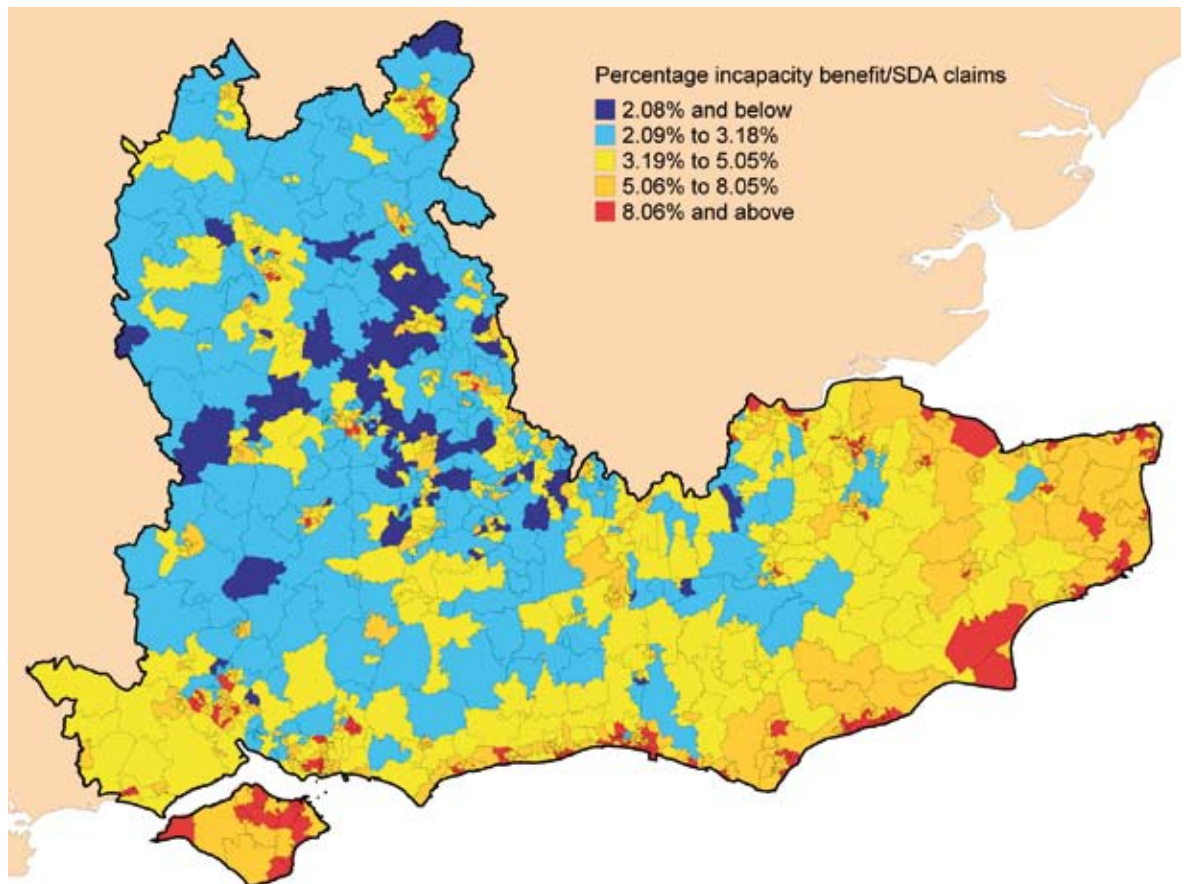 Percentage incapacity benefit/SDA claims
2.08% and below
2.09% to 3.18%
3.19% to 5.05%
5.06% to 8.05%
8.06% and above